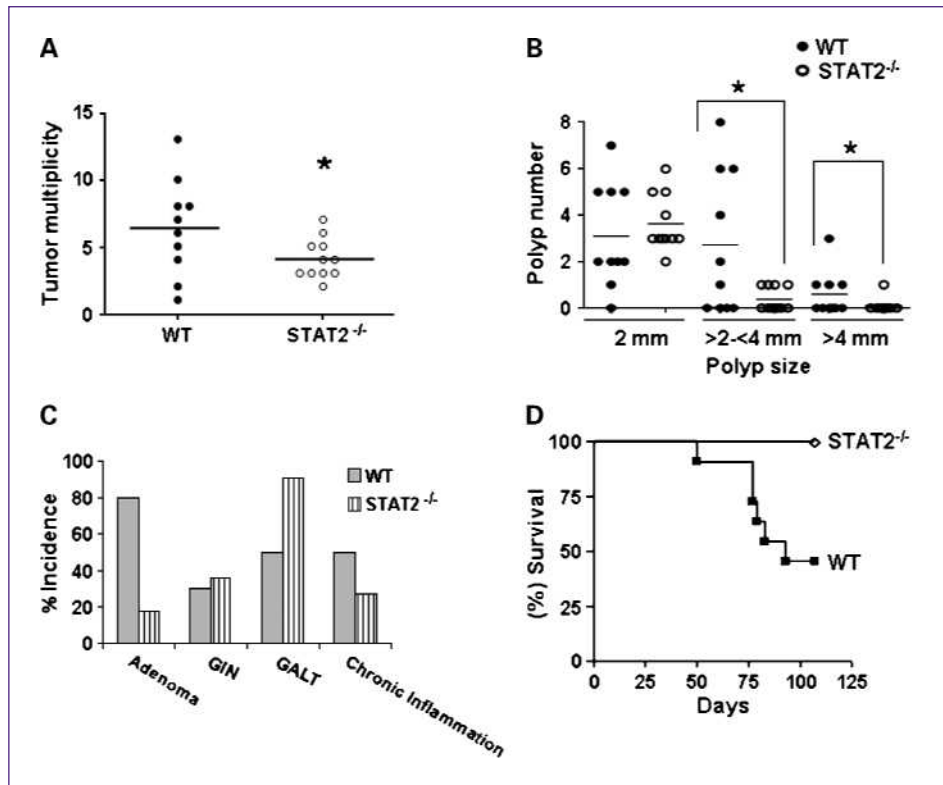 A
Tumor multiplicity
15
10
5
0
WT
STAT2 -/-
*
B
WT
STAT2-/-
Polyp number
8
6
4
2
0
*
*
2 mm
>2-<4 mm
>4 mm
Polyp size
C
% Incidence
100
80
60
40
20
0
WT
STAT2 -/-
Adenoma
GIN
GALT
Chronic Inflammation
D
(%) Survival
100
75
50
25
0
STAT2-/-
WT
0
25
50
75
100
125
Days